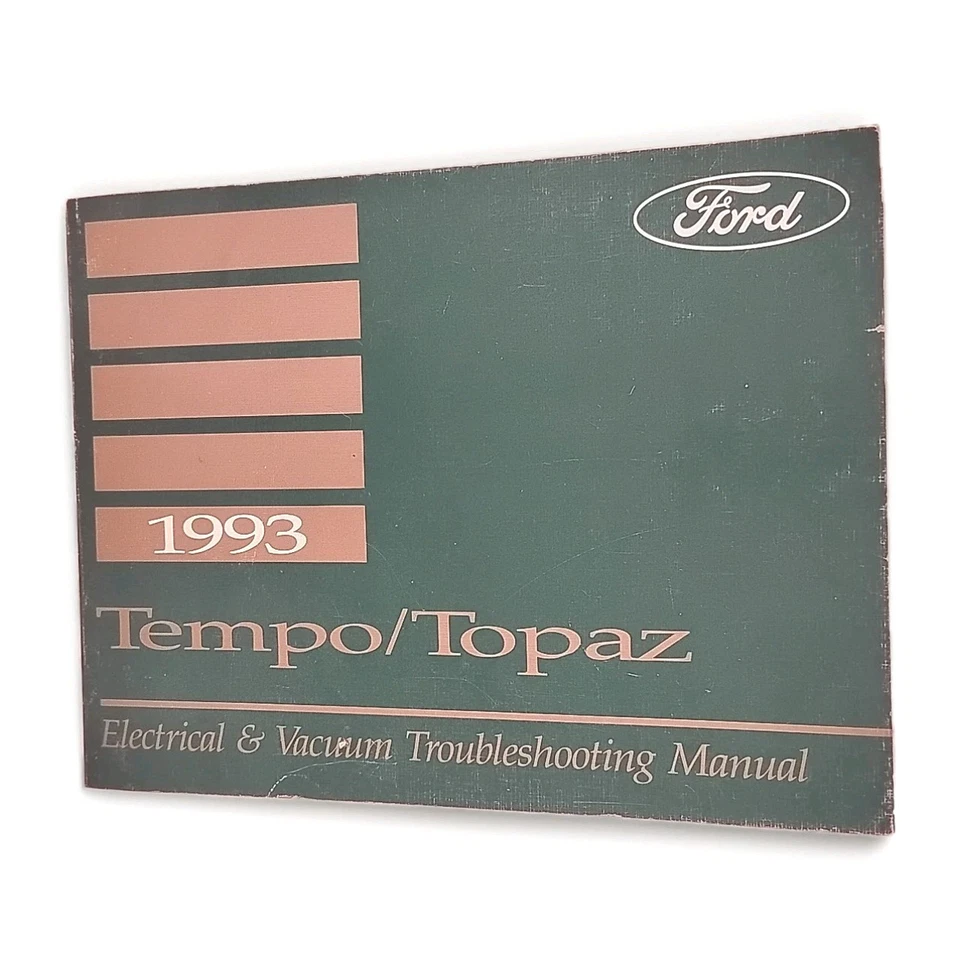 Ford
1993
Tempo/Topaz
Electrical & Vacuum Troubleshooting Manual